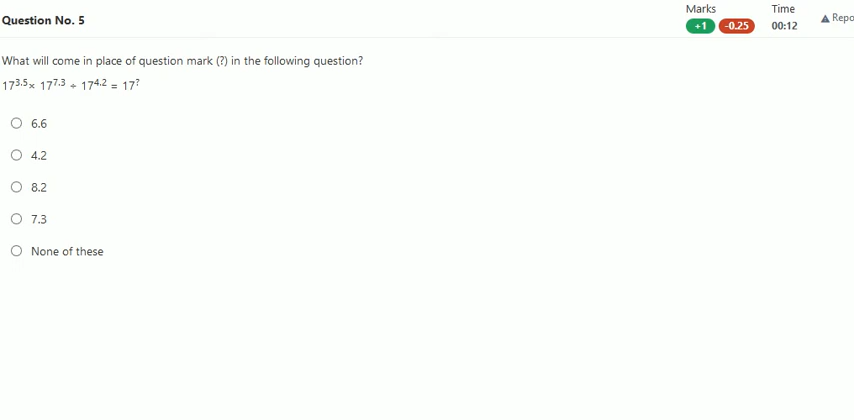 Question No. 5
Marks
Time
+1
-0.25
00:12
Repo
What will come in place of question mark (?) in the following question?
17^3.5 × 17^7.3 ÷ 17^4.2 = 17^?
6.6
4.2
8.2
7.3
None of these